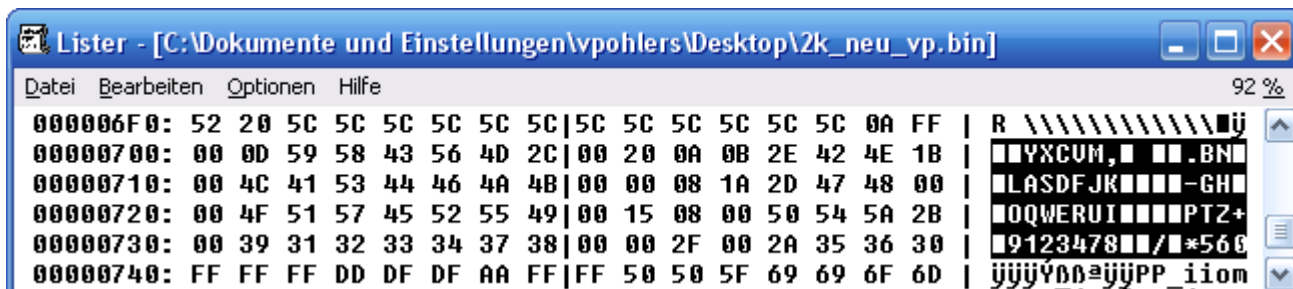 Lister - [C:\Dokumente und Einstellungen\vpohlers\Desktop\2k_neu_vp.bin]
Datei Bearbeiten Optionen Hilfe 92 %
000006F0: 52 20 5C 5C 5C 5C 5C 5C|5C 5C 5C 5C 5C 5C 0A FF | R \\\\\\\\\\\\■ÿ
00000700: 00 0D 59 58 43 56 4D 2C|00 20 0A 0B 2E 42 4E 1B | ■■YXCVM,■ ■■.BN■
00000710: 00 4C 41 53 44 46 4A 4B|00 00 08 1A 2D 47 48 00 | ■LASDFJK■■■■-GH■
00000720: 00 4F 51 57 45 52 55 49|00 15 08 00 50 54 5A 2B | ■OQWERUI■■■■PTZ+
00000730: 00 39 31 32 33 34 37 38|00 00 2F 00 2A 35 36 30 | ■9123478■■/■*560
00000740: FF FF FF DD DF DF AA FF|FF 50 50 5F 69 69 6F 6D | ÿÿÿÝßßªÿÿPP_iiom